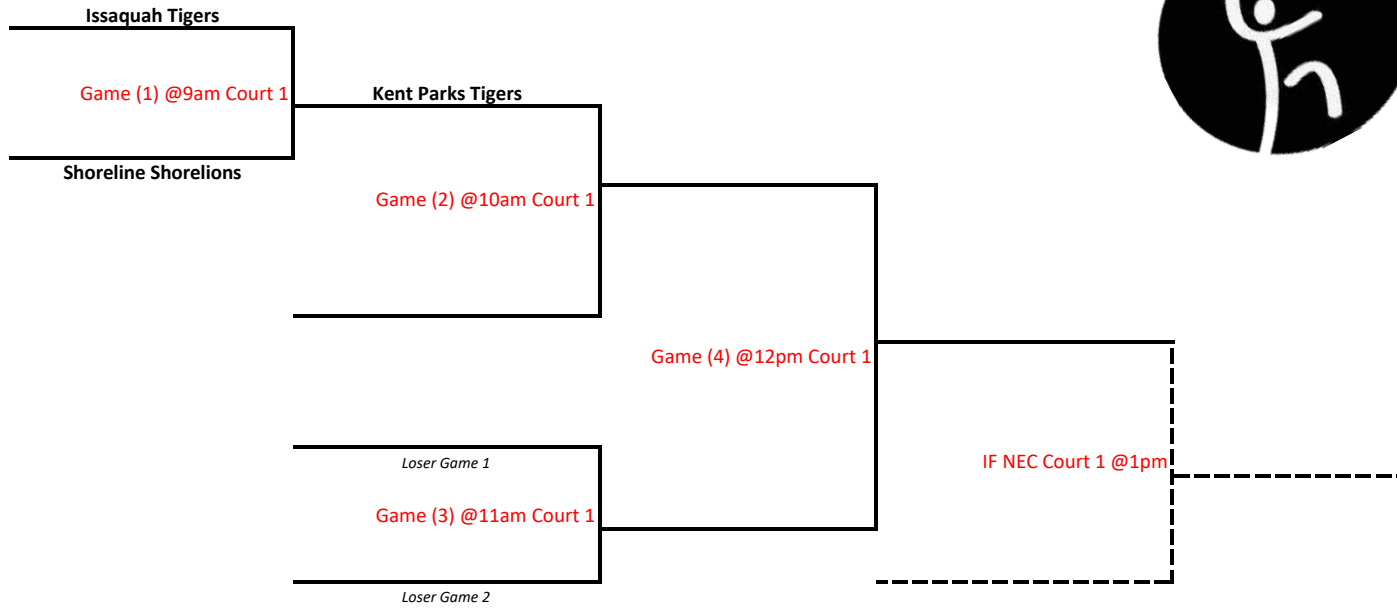 Issaquah Tigers
Game (1) @9am Court 1
Kent Parks Tigers
Shoreline Shorelions
Game (2) @10am Court 1
Game (4) @12pm Court 1
Loser Game 1
IF NEC Court 1 @1pm
Game (3) @11am Court 1
Loser Game 2